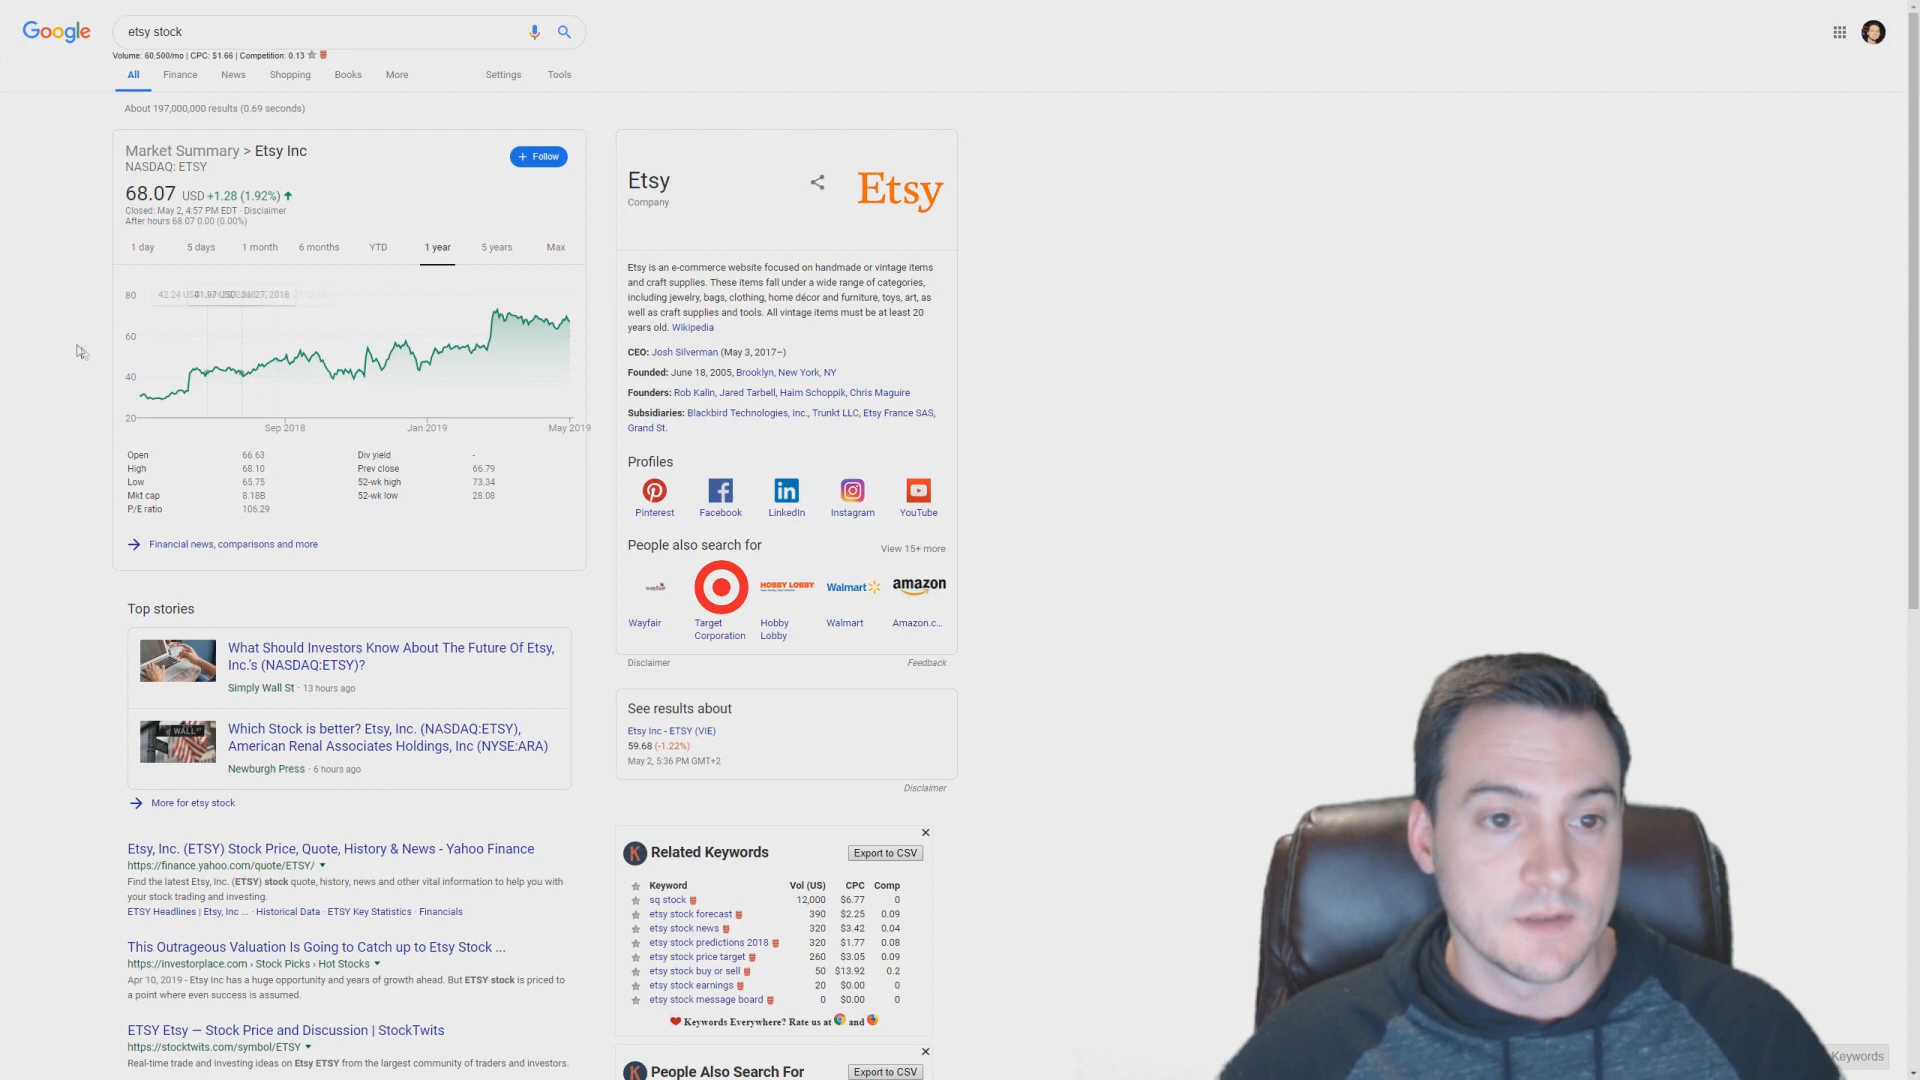 Google
etsy stock
Volume: 60,500/mo | CPC: $1.66 | Competition: 0.13
All Finance News Shopping Books More Settings Tools
About 197,000,000 results (0.69 seconds)
Market Summary > Etsy Inc
NASDAQ: ETSY
+ Follow
68.07 USD +1.28 (1.92%)
Closed: May 2, 4:57 PM EDT · Disclaimer
After hours 68.07 0.00 (0.00%)
1 day 5 days 1 month 6 months YTD 1 year 5 years Max
80
60
40
20
Sep 2018 Jan 2019 May 2019
Open 66.63 Div yield -
High 68.10 Prev close 66.79
Low 65.75 52-wk high 73.34
Mkt cap 8.18B 52-wk low 28.08
P/E ratio 106.29
Financial news, comparisons and more
Top stories
What Should Investors Know About The Future Of Etsy,
Inc.'s (NASDAQ:ETSY)?
Simply Wall St · 13 hours ago
Which Stock is better? Etsy, Inc. (NASDAQ:ETSY),
American Renal Associates Holdings, Inc (NYSE:ARA)
Newburgh Press · 6 hours ago
WALL
More for etsy stock
Etsy, Inc. (ETSY) Stock Price, Quote, History & News - Yahoo Finance
https://finance.yahoo.com/quote/ETSY/
Find the latest Etsy, Inc. (ETSY) stock quote, history, news and other vital information to help you with
your stock trading and investing.
ETSY Headlines | Etsy, Inc ... · Historical Data · ETSY Key Statistics · Financials
This Outrageous Valuation Is Going to Catch up to Etsy Stock ...
https://investorplace.com › Stock Picks › Hot Stocks
Apr 10, 2019 - Etsy Inc has a huge opportunity and years of growth ahead. But ETSY stock is priced to
a point where even success is assumed.
ETSY Etsy — Stock Price and Discussion | StockTwits
https://stocktwits.com/symbol/ETSY
Real-time trade and investing ideas on Etsy ETSY from the largest community of traders and investors.
Etsy
Company
Etsy
Etsy is an e-commerce website focused on handmade or vintage items
and craft supplies. These items fall under a wide range of categories,
including jewelry, bags, clothing, home décor and furniture, toys, art, as
well as craft supplies and tools. All vintage items must be at least 20
years old. Wikipedia
CEO: Josh Silverman (May 3, 2017–)
Founded: June 18, 2005, Brooklyn, New York, NY
Founders: Rob Kalin, Jared Tarbell, Haim Schoppik, Chris Maguire
Subsidiaries: Blackbird Technologies, Inc., Trunkt LLC, Etsy France SAS,
Grand St.
Profiles
Pinterest Facebook LinkedIn Instagram YouTube
People also search for
View 15+ more
wayfair HOBBY LOBBY Walmart amazon
Wayfair Target Hobby Walmart Amazon.c...
Corporation Lobby
Disclaimer Feedback
See results about
Etsy Inc - ETSY (VIE)
59.68 (-1.22%)
May 2, 5:36 PM GMT+2
Disclaimer
K Related Keywords Export to CSV
Keyword Vol (US) CPC Comp
sq stock 12,000 $6.77 0
etsy stock forecast 390 $2.25 0.09
etsy stock news 320 $3.42 0.04
etsy stock predictions 2018 320 $1.77 0.08
etsy stock price target 260 $3.05 0.09
etsy stock buy or sell 50 $13.92 0.2
etsy stock earnings 20 $0.00 0
etsy stock message board 0 $0.00 0
Keywords Everywhere? Rate us at and
K People Also Search For Export to CSV
Keywords